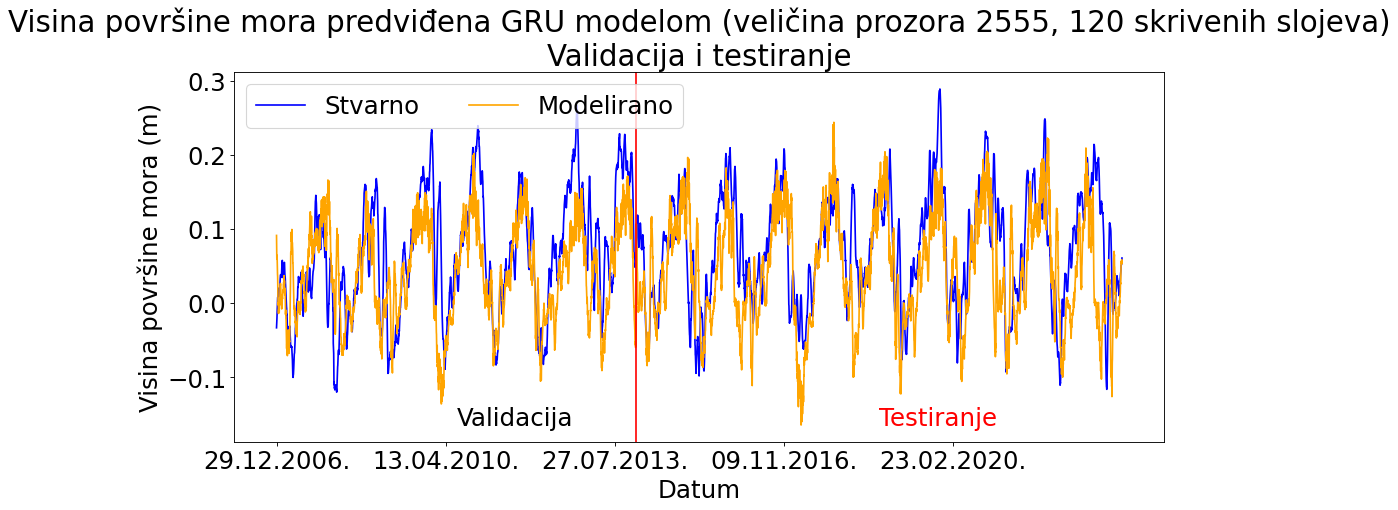 Visina površine mora predviđena GRU modelom (veličina prozora 2555, 120 skrivenih slojeva)
Validacija i testiranje
Stvarno Modelirano
Visina površine mora (m)
0.3
0.2
0.1
0.0
−0.1
Validacija Testiranje
29.12.2006. 13.04.2010. 27.07.2013. 09.11.2016. 23.02.2020.
Datum